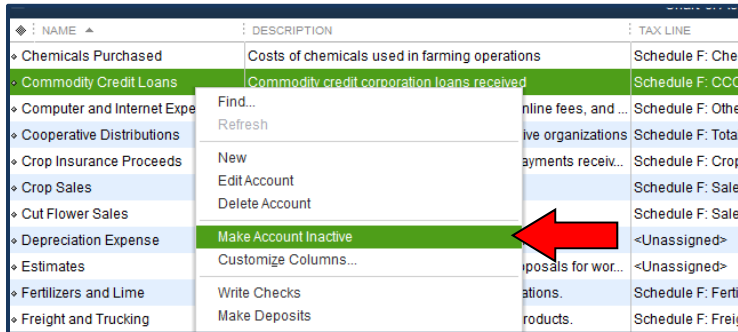 NAME DESCRIPTION TAX LINE
Chemicals Purchased Costs of chemicals used in farming operations Schedule F: Che
Commodity Credit Loans Commodity credit corporation loans received Schedule F: CCC
Computer and Internet Expe nline fees, and ... Schedule F: Othe
Cooperative Distributions ive organizations Schedule F: Tota
Crop Insurance Proceeds ayments receiv... Schedule F: Crop
Crop Sales Schedule F: Sale
Cut Flower Sales Schedule F: Sale
Depreciation Expense <Unassigned>
Estimates posals for wor... <Unassigned>
Fertilizers and Lime ations. Schedule F: Ferti
Freight and Trucking roducts. Schedule F: Freig
Find...
Refresh
New
Edit Account
Delete Account
Make Account Inactive
Customize Columns...
Write Checks
Make Deposits